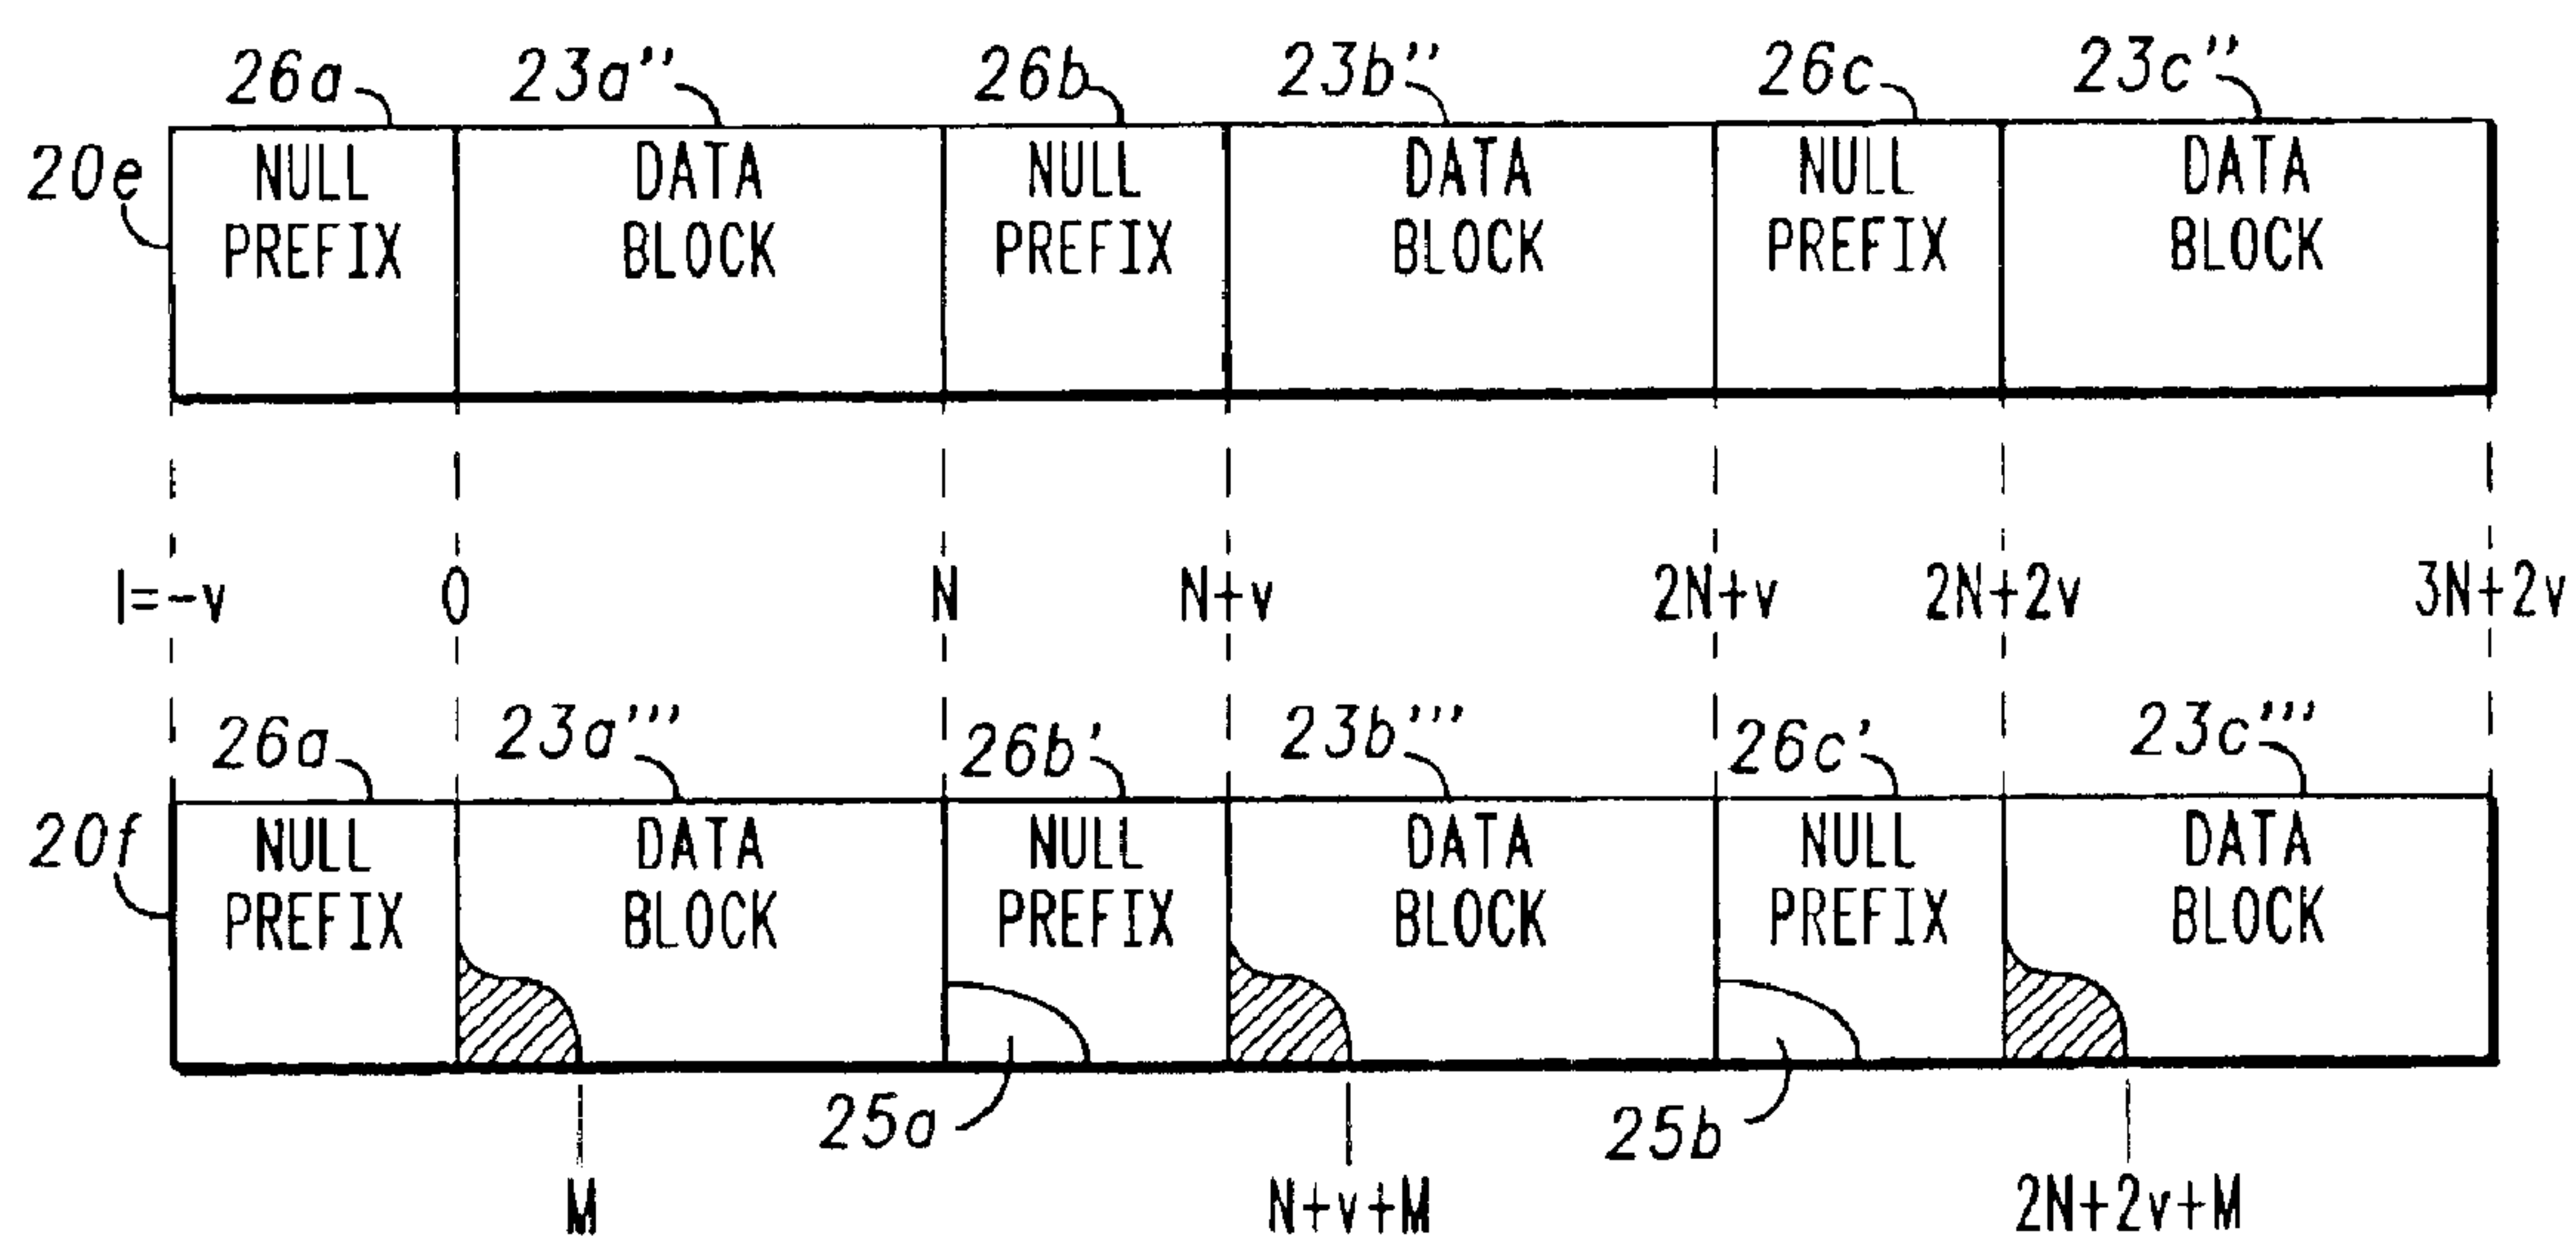 26a 23a'' 26b 23b'' 26c 23c''
20e
NULL PREFIX DATA BLOCK NULL PREFIX DATA BLOCK NULL PREFIX DATA BLOCK
I=-v 0 N N+v 2N+v 2N+2v 3N+2v
26a 23a''' 26b' 23b''' 26c' 23c'''
20f
NULL PREFIX DATA BLOCK NULL PREFIX DATA BLOCK NULL PREFIX DATA BLOCK
25a 25b
M N+v+M 2N+2v+M